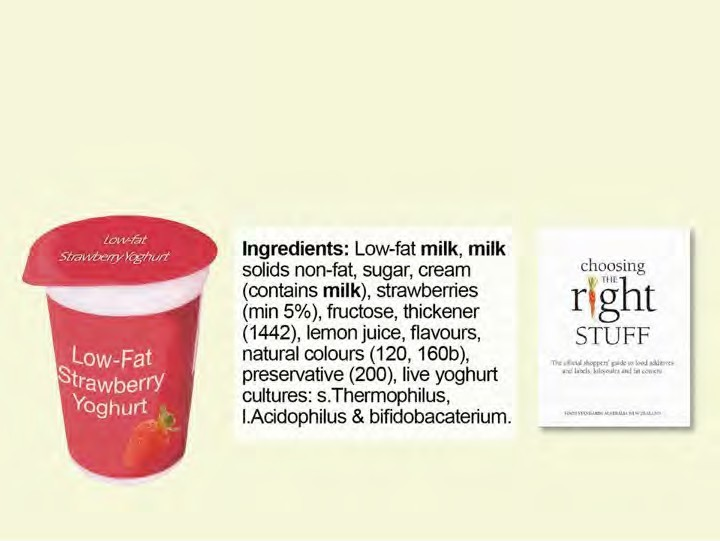 Low-fat
Strawberry Yoghurt
Low-Fat
Strawberry
Yoghurt
Ingredients: Low-fat milk, milk
solids non-fat, sugar, cream
(contains milk), strawberries
(min 5%), fructose, thickener
(1442), lemon juice, flavours,
natural colours (120, 160b),
preservative (200), live yoghurt
cultures: s.Thermophilus,
l.Acidophilus & bifidobacaterium.
choosing
THE
right
STUFF
The official shoppers' guide to food additives
and labels, kilojoules and fat content
FOOD STANDARDS AUSTRALIA NEW ZEALAND